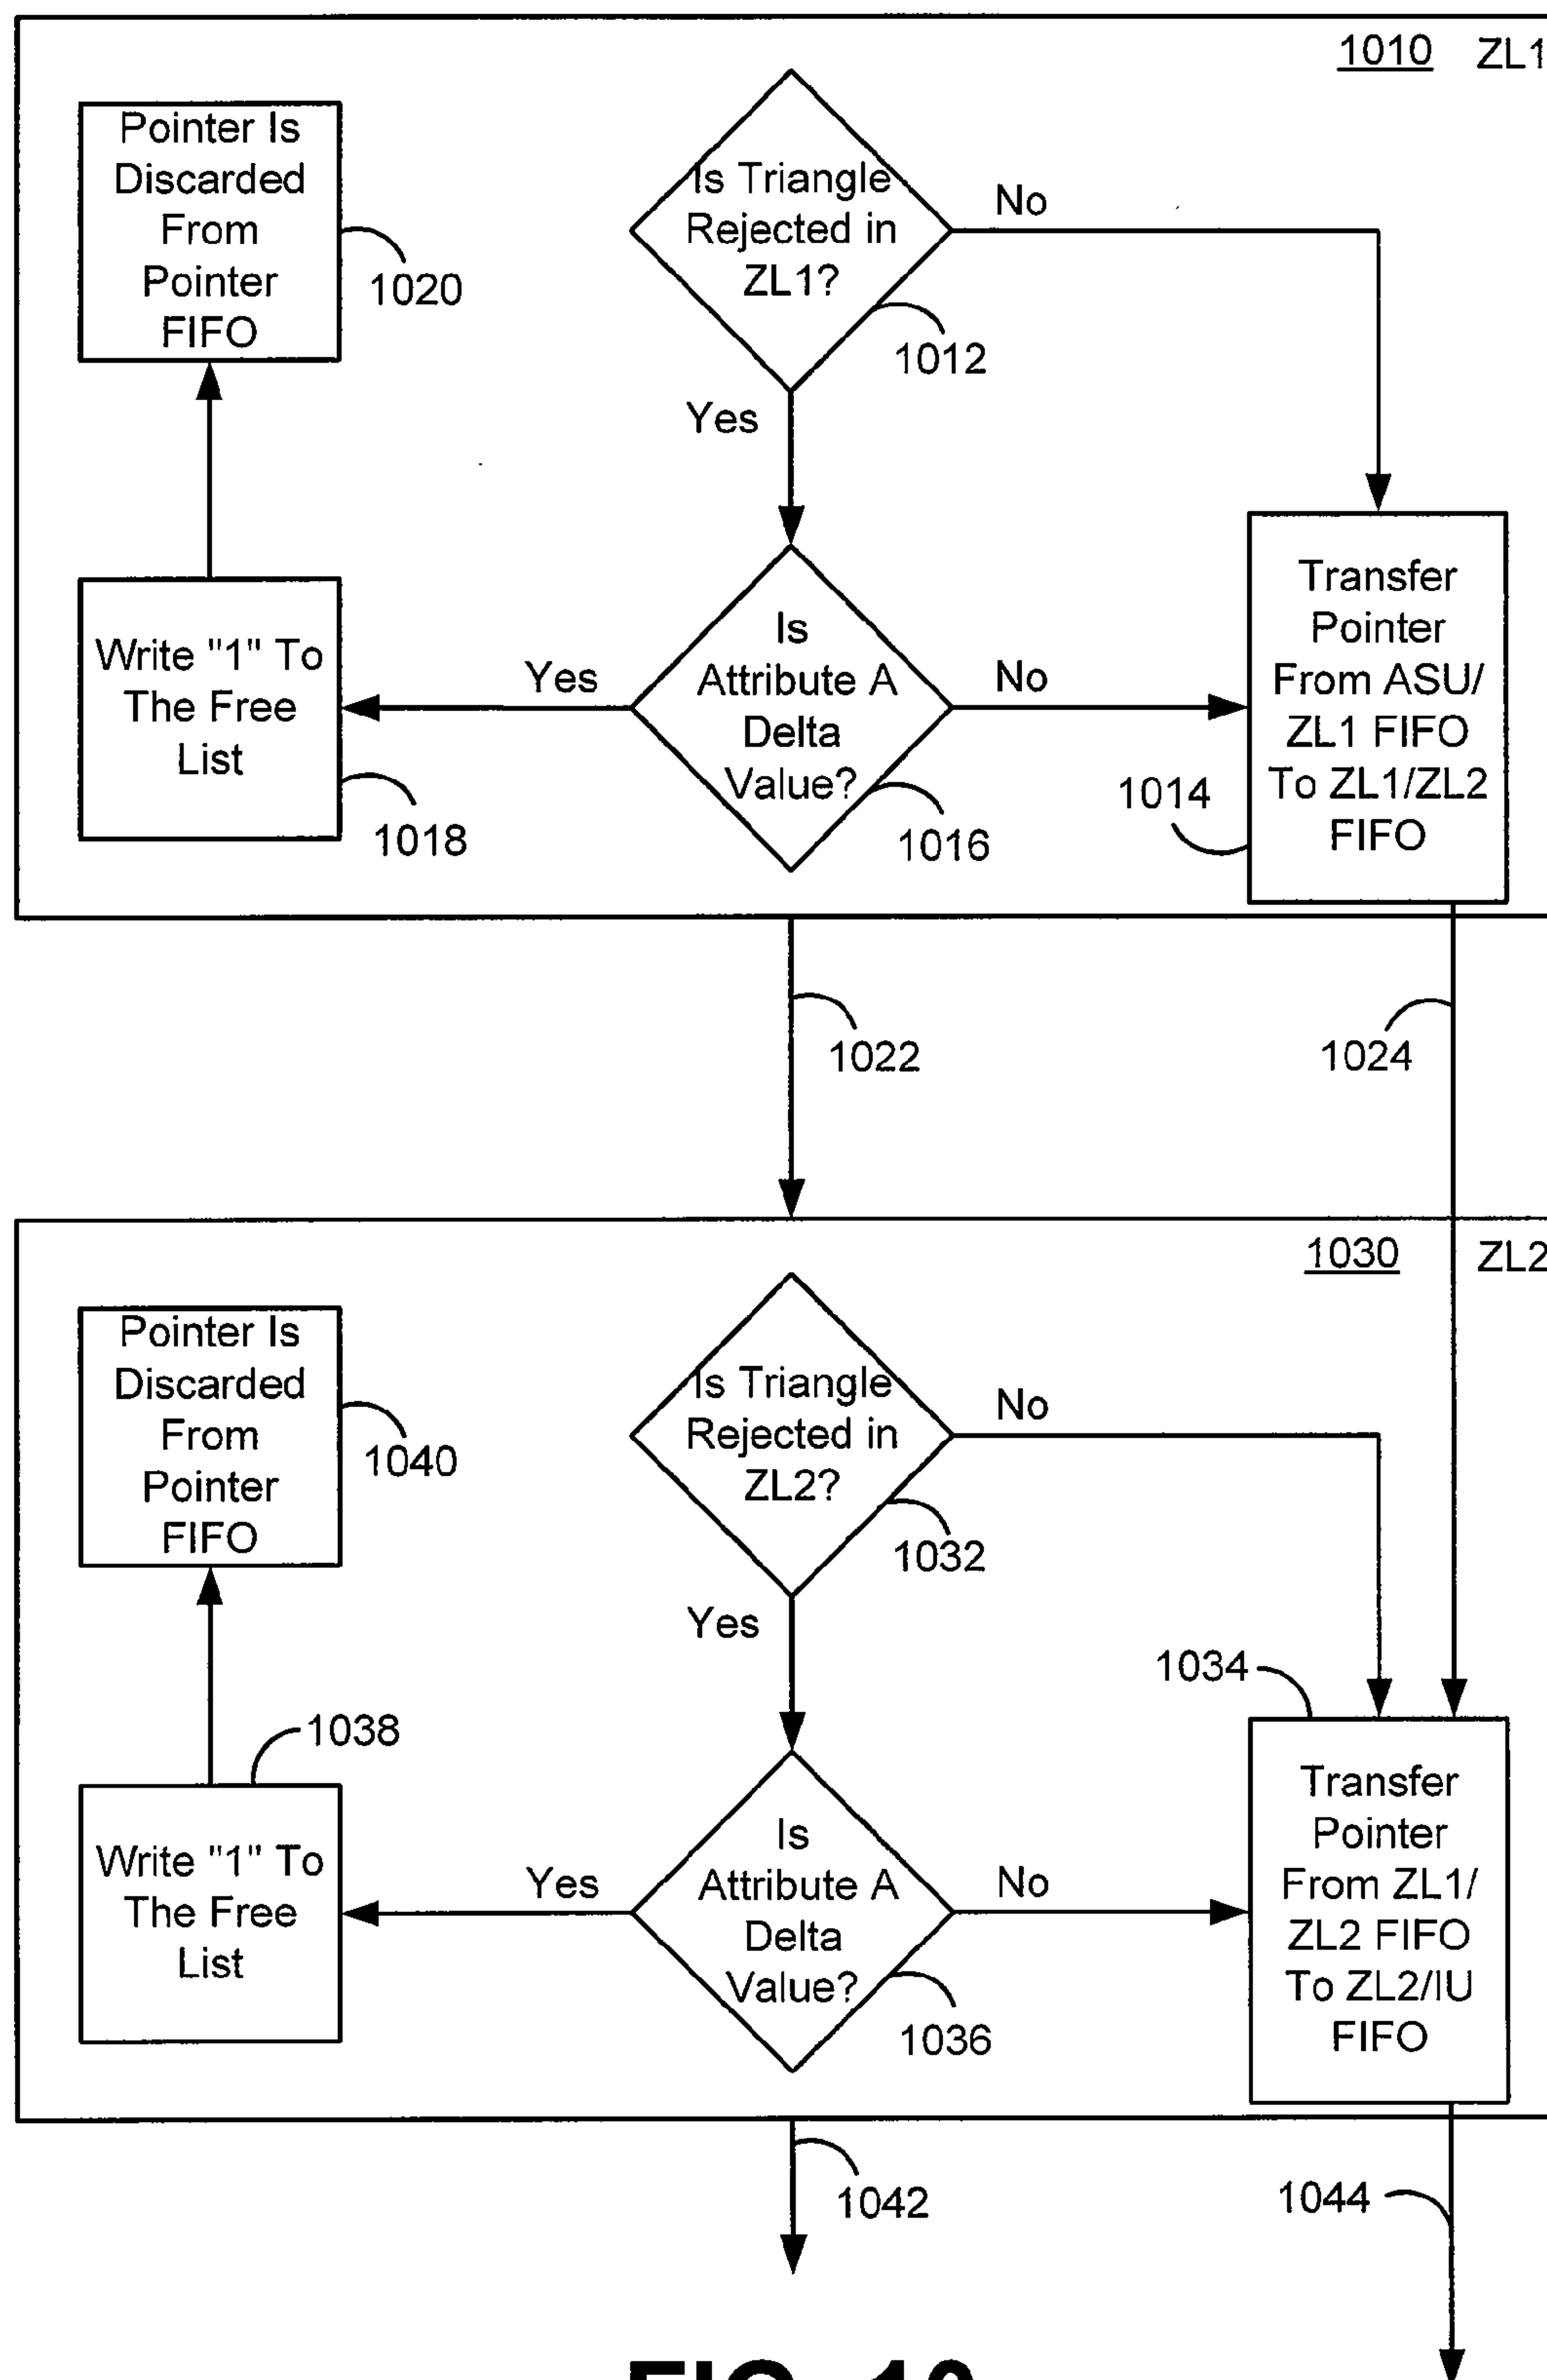 1010 ZL1
Pointer Is
Discarded
From
Pointer
FIFO
1020
Is Triangle
Rejected in
ZL1?
1012
No
Yes
Write "1" To
The Free
List
1018
Yes
Is
Attribute A
Delta
Value?
1016
No
Transfer
Pointer
From ASU/
ZL1 FIFO
To ZL1/ZL2
FIFO
1014
1022
1024
1030 ZL2
Pointer Is
Discarded
From
Pointer
FIFO
1040
Is Triangle
Rejected in
ZL2?
1032
No
Yes
1034
1038
Write "1" To
The Free
List
Yes
Is
Attribute A
Delta
Value?
1036
No
Transfer
Pointer
From ZL1/
ZL2 FIFO
To ZL2/IU
FIFO
1042
1044